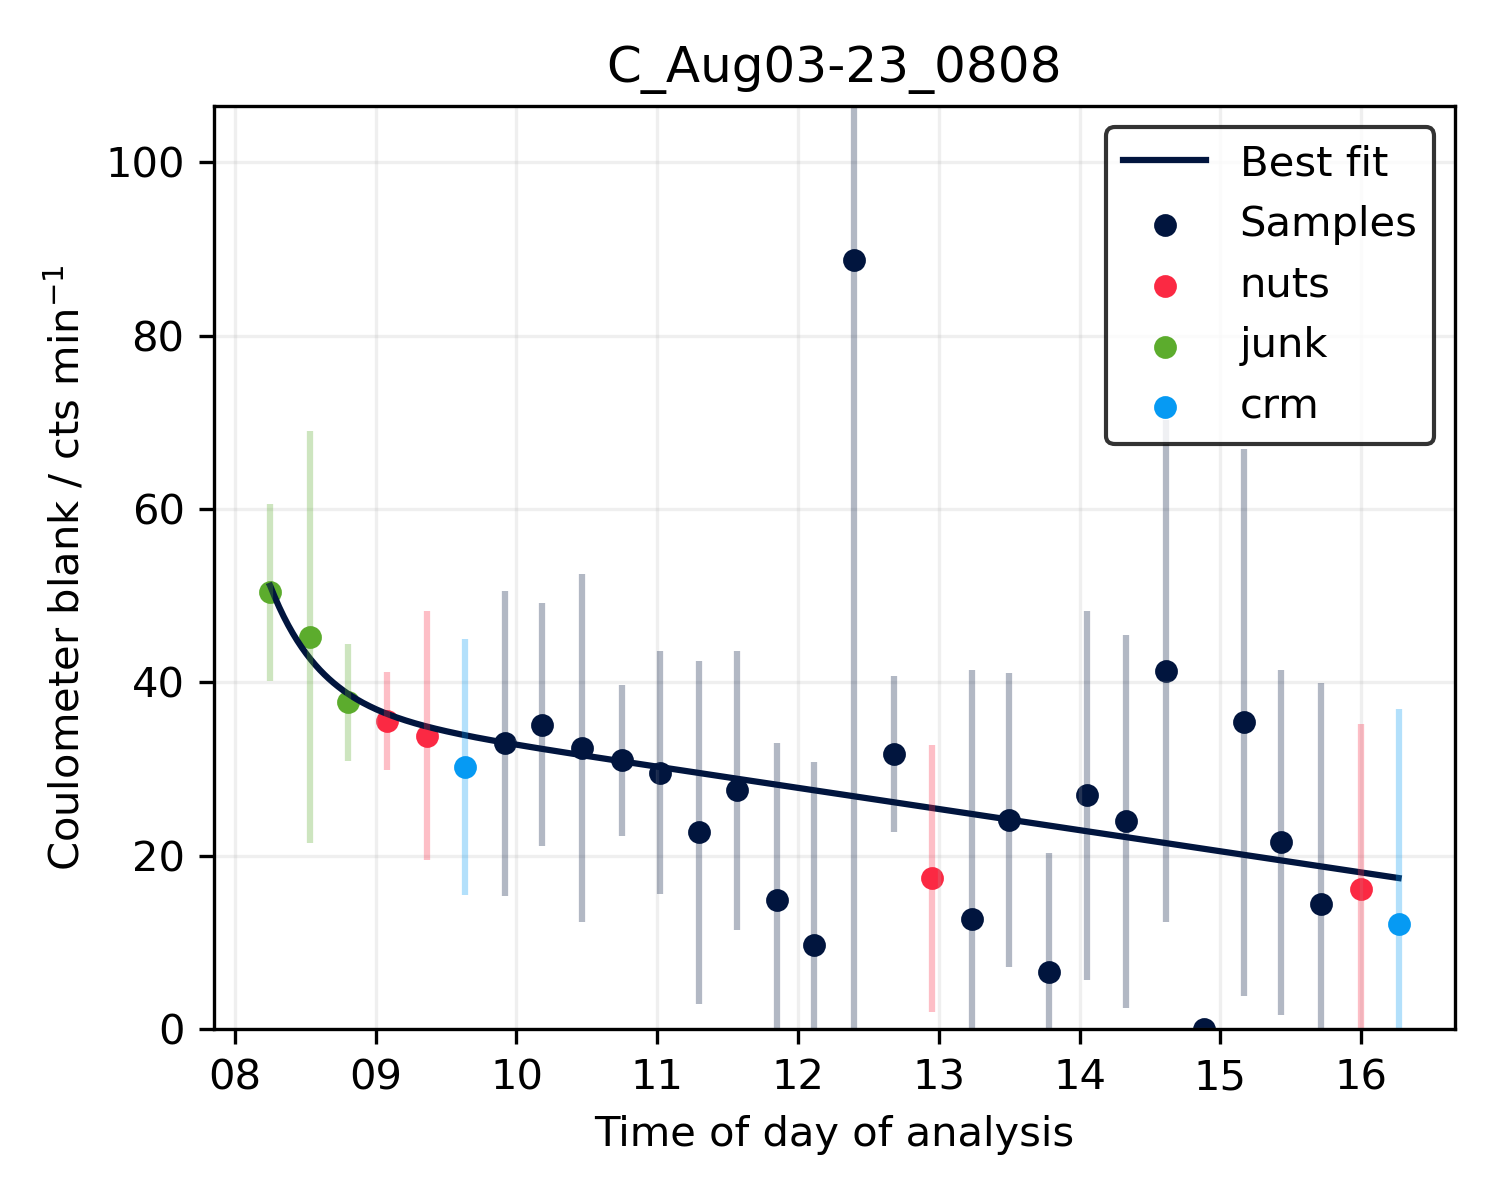 C_Aug03-23_0808
Coulometer blank / cts min⁻¹
100
80
60
40
20
0
Best fit
Samples
nuts
junk
crm
08 09 10 11 12 13 14 15 16
Time of day of analysis